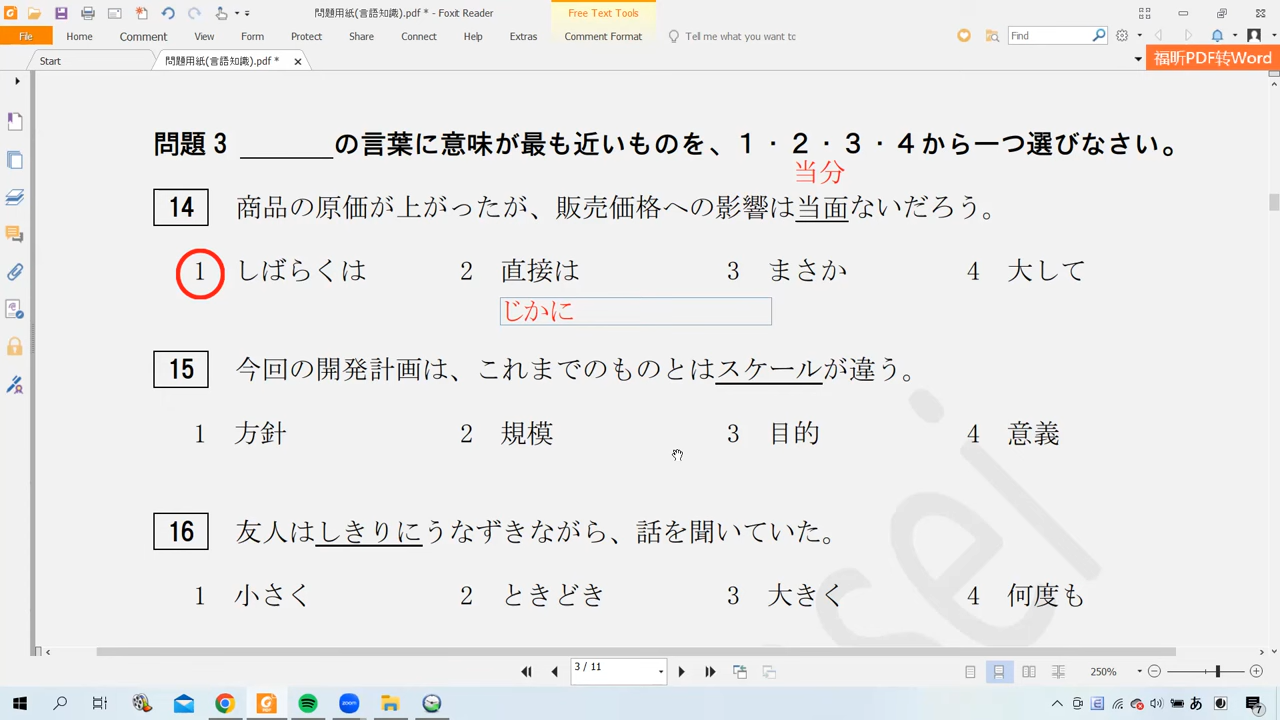 問題用紙(言語知識).pdf * - Foxit Reader
Free Text Tools
File Home Comment View Form Protect Share Connect Help Extras Comment Format Tell me what you want to Find
Start 問題用紙(言語知識).pdf *
福昕PDF转Word
問題3 ______の言葉に意味が最も近いものを、1・2・3・4から一つ選びなさい。
当分
14 商品の原価が上がったが、販売価格への影響は当面ないだろう。
1 しばらくは 2 直接は 3 まさか 4 大して
じかに
15 今回の開発計画は、これまでのものとはスケールが違う。
1 方針 2 規模 3 目的 4 意義
16 友人はしきりにうなずきながら、話を聞いていた。
1 小さく 2 ときどき 3 大きく 4 何度も
3 / 11
250%
zoom
あ
7